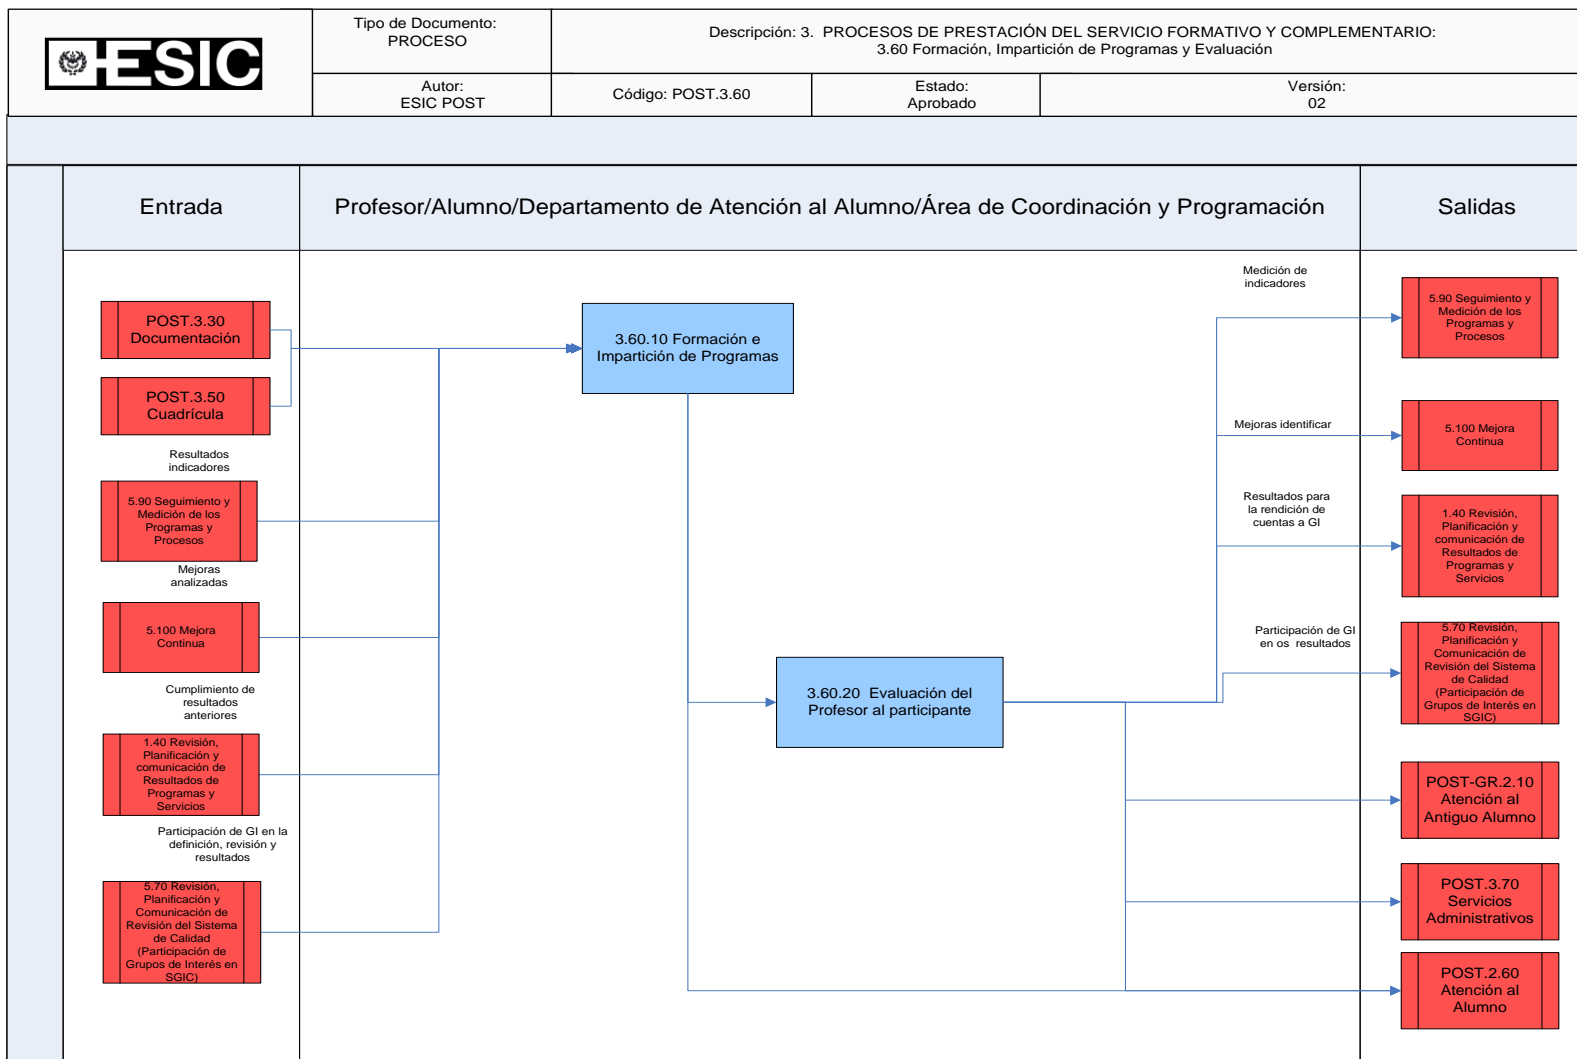 ESIC
Tipo de Documento:
PROCESO
Descripción: 3.  PROCESOS DE PRESTACIÓN DEL SERVICIO FORMATIVO Y COMPLEMENTARIO:
3.60 Formación, Impartición de Programas y Evaluación
Autor:
ESIC POST
Código: POST.3.60
Estado:
Aprobado
Versión:
02
Entrada
Profesor/Alumno/Departamento de Atención al Alumno/Área de Coordinación y Programación
Salidas
POST.3.30
Documentación
POST.3.50
Cuadrícula
Resultados
indicadores
5.90 Seguimiento y
Medición de los
Programas y
Procesos
Mejoras
analizadas
5.100 Mejora
Continua
Cumplimiento de
resultados
anteriores
1.40 Revisión,
Planificación y
comunicación de
Resultados de
Programas y
Servicios
Participación de GI en la
definición, revisión y
resultados
5.70 Revisión,
Planificación y
Comunicación de
Revisión del Sistema
de Calidad
(Participación de
Grupos de Interés en
SGIC)
3.60.10 Formación e
Impartición de Programas
3.60.20  Evaluación del
Profesor al participante
Medición de
indicadores
Mejoras identificar
Resultados para
la rendición de
cuentas a GI
Participación de GI
en os  resultados
5.90 Seguimiento y
Medición de los
Programas y
Procesos
5.100 Mejora
Continua
1.40 Revisión,
Planificación y
comunicación de
Resultados de
Programas y
Servicios
5.70 Revisión,
Planificación y
Comunicación de
Revisión del Sistema
de Calidad
(Participación de
Grupos de Interés en
SGIC)
POST-GR.2.10
Atención al
Antiguo Alumno
POST.3.70
Servicios
Administrativos
POST.2.60
Atención al
Alumno